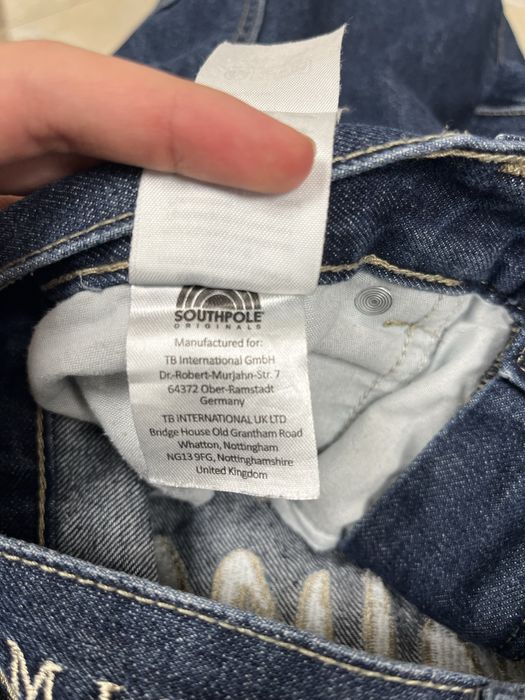 SOUTHPOLE
ORIGINALS
Manufactured for:
TB International GmbH
Dr.-Robert-Murjahn-Str. 7
64372 Ober-Ramstadt
Germany
TB INTERNATIONAL UK LTD
Bridge House Old Grantham Road
Whatton, Nottingham
NG13 9FG, Nottinghamshire
United Kingdom